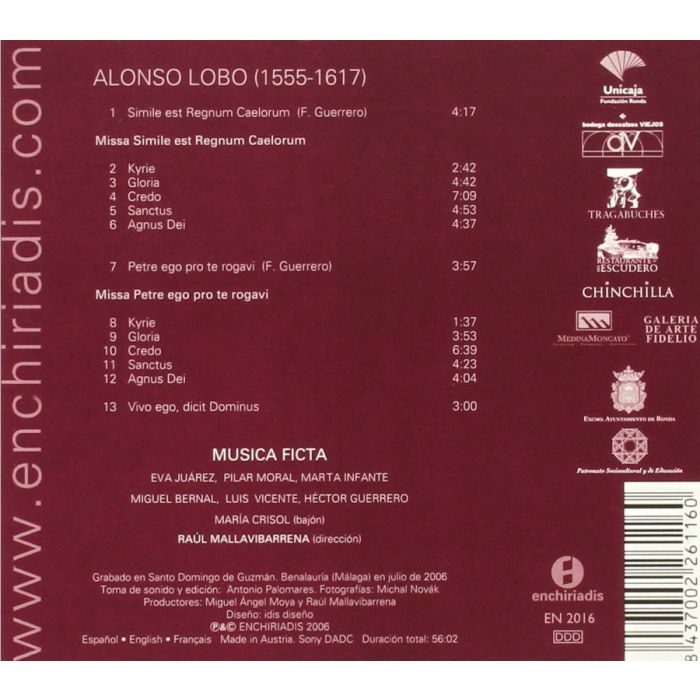 www.enchiriadis.com
ALONSO LOBO (1555-1617)
1 Simile est Regnum Caelorum (F. Guerrero) 4:17
Missa Simile est Regnum Caelorum
2 Kyrie 2:42
3 Gloria 4:42
4 Credo 7:09
5 Sanctus 4:53
6 Agnus Dei 4:37
7 Petre ego pro te rogavi (F. Guerrero) 3:57
Missa Petre ego pro te rogavi
8 Kyrie 1:37
9 Gloria 3:53
10 Credo 6:39
11 Sanctus 4:23
12 Agnus Dei 4:04
13 Vivo ego, dicit Dominus 3:00
MUSICA FICTA
EVA JUÁREZ, PILAR MORAL, MARTA INFANTE
MIGUEL BERNAL, LUIS VICENTE, HÉCTOR GUERRERO
MARÍA CRISOL (bajón)
RAÚL MALLAVIBARRENA (dirección)
Grabado en Santo Domingo de Guzmán. Benalauría (Málaga) en julio de 2006
Toma de sonido y edición: Antonio Palomares. Fotografías: Michal Novák
Productores: Miguel Ángel Moya y Raúl Mallavibarrena
Diseño: idis diseño
℗&© ENCHIRIADIS 2006
Español • English • Français Made in Austria. Sony DADC Duración total: 56:02
Unicaja
Fundación Ronda
+
bodega descalzos VIEJOS
DV
TRAGABUCHES
RESTAURANTE
ESCUDERO
CHINCHILLA
MEDINAMONCAYO
GALERIA
DE ARTE
FIDELIO
EXCMO. AYUNTAMIENTO DE RONDA
Patronato Sociocultural y de Educación
enchiriadis
EN 2016
DDD
8 437002 261160